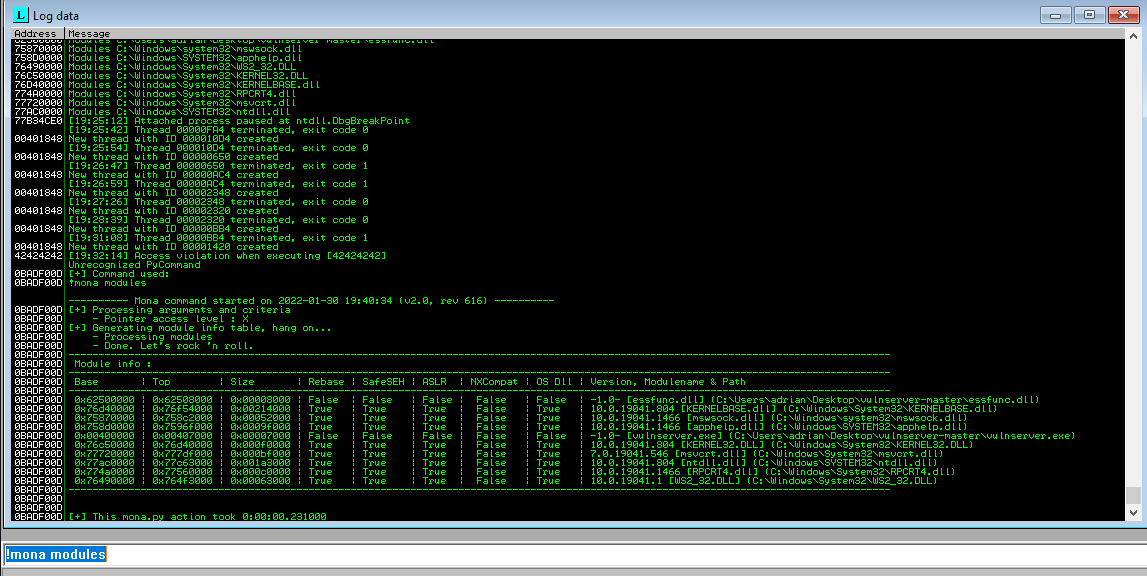 L Log data
Address Message
75870000 Modules C:\Windows\system32\mswsock.dll
758D0000 Modules C:\Windows\SYSTEM32\apphelp.dll
76490000 Modules C:\Windows\System32\WS2_32.DLL
76C50000 Modules C:\Windows\System32\KERNEL32.DLL
76D40000 Modules C:\Windows\System32\KERNELBASE.dll
774A0000 Modules C:\Windows\System32\RPCRT4.dll
77720000 Modules C:\Windows\System32\msvcrt.dll
77AC0000 Modules C:\Windows\SYSTEM32\ntdll.dll
77B34CE0 [19:25:12] Attached process paused at ntdll.DbgBreakPoint
[19:25:42] Thread 00000FA4 terminated, exit code 0
00401848 New thread with ID 000010D4 created
[19:25:54] Thread 000010D4 terminated, exit code 0
00401848 New thread with ID 00000650 created
[19:26:47] Thread 00000650 terminated, exit code 1
00401848 New thread with ID 00000AC4 created
[19:26:59] Thread 00000AC4 terminated, exit code 1
00401848 New thread with ID 00002348 created
[19:27:26] Thread 00002348 terminated, exit code 0
00401848 New thread with ID 00002320 created
[19:28:39] Thread 00002320 terminated, exit code 0
00401848 New thread with ID 00000BB4 created
[19:31:08] Thread 00000BB4 terminated, exit code 1
00401848 New thread with ID 00001420 created
42424242 [19:32:14] Access violation when executing [42424242]
Unrecognized PyCommand
0BADF00D [+] Command used:
0BADF00D !mona modules
---------- Mona command started on 2022-01-30 19:40:34 (v2.0, rev 616) ----------
0BADF00D [+] Processing arguments and criteria
0BADF00D - Pointer access level : X
0BADF00D [+] Generating module info table, hang on...
0BADF00D - Processing modules
0BADF00D - Done. Let's rock 'n roll.
0BADF00D
0BADF00D Module info :
0BADF00D
0BADF00D Base | Top | Size | Rebase | SafeSEH | ASLR | NXCompat | OS Dll | Version, Modulename & Path
0BADF00D
0BADF00D 0x62500000 | 0x62508000 | 0x00008000 | False | False | False | False | False | -1.0- [essfunc.dll] (C:\Users\adrian\Desktop\vulnserver-master\essfunc.dll)
0BADF00D 0x76d40000 | 0x76f54000 | 0x00214000 | True | True | True | False | True | 10.0.19041.804 [KERNELBASE.dll] (C:\Windows\System32\KERNELBASE.dll)
0BADF00D 0x75870000 | 0x758c2000 | 0x00052000 | True | True | True | False | True | 10.0.19041.1466 [mswsock.dll] (C:\Windows\system32\mswsock.dll)
0BADF00D 0x758d0000 | 0x7596f000 | 0x0009f000 | True | True | True | False | True | 10.0.19041.1466 [apphelp.dll] (C:\Windows\SYSTEM32\apphelp.dll)
0BADF00D 0x00400000 | 0x00407000 | 0x00007000 | False | False | False | False | False | -1.0- [vulnserver.exe] (C:\Users\adrian\Desktop\vulnserver-master\vulnserver.exe)
0BADF00D 0x76c50000 | 0x76d40000 | 0x000f0000 | True | True | True | False | True | 10.0.19041.804 [KERNEL32.DLL] (C:\Windows\System32\KERNEL32.DLL)
0BADF00D 0x77720000 | 0x777df000 | 0x000bf000 | True | True | True | False | True | 7.0.19041.546 [msvcrt.dll] (C:\Windows\System32\msvcrt.dll)
0BADF00D 0x77ac0000 | 0x77c63000 | 0x001a3000 | True | True | True | False | True | 10.0.19041.804 [ntdll.dll] (C:\Windows\SYSTEM32\ntdll.dll)
0BADF00D 0x774a0000 | 0x77560000 | 0x000c0000 | True | True | True | False | True | 10.0.19041.1466 [RPCRT4.dll] (C:\Windows\System32\RPCRT4.dll)
0BADF00D 0x76490000 | 0x764f3000 | 0x00063000 | True | True | True | False | True | 10.0.19041.1 [WS2_32.DLL] (C:\Windows\System32\WS2_32.DLL)
0BADF00D
0BADF00D
0BADF00D
0BADF00D [+] This mona.py action took 0:00:00.231000
!mona modules